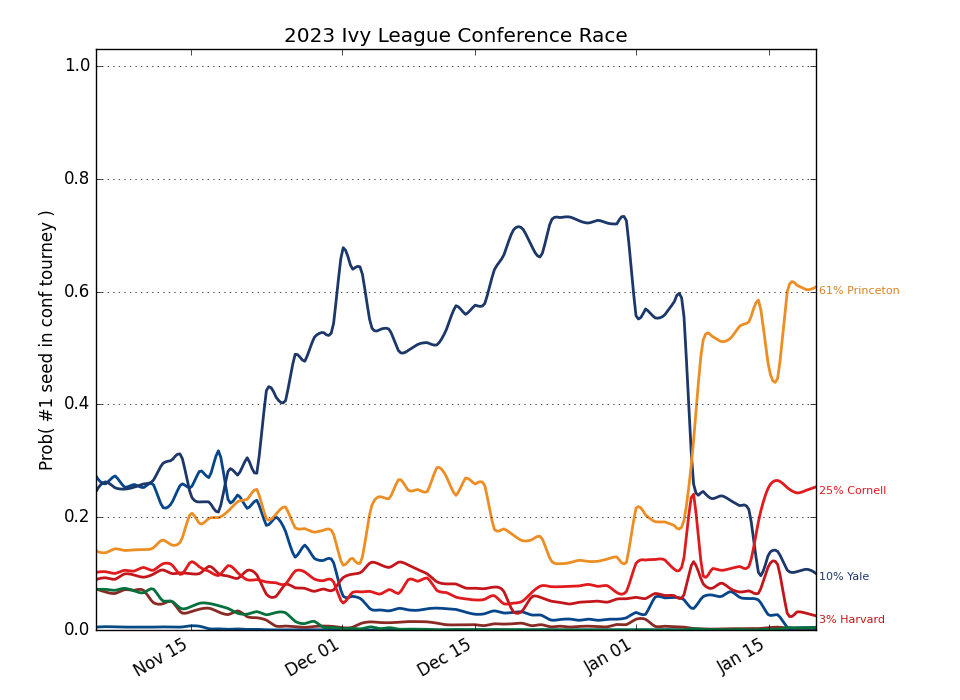 2023 Ivy League Conference Race
Prob( #1 seed in conf tourney )
1.0
0.8
0.6
0.4
0.2
0.0
Nov 15
Dec 01
Dec 15
Jan 01
Jan 15
61% Princeton
25% Cornell
10% Yale
3% Harvard